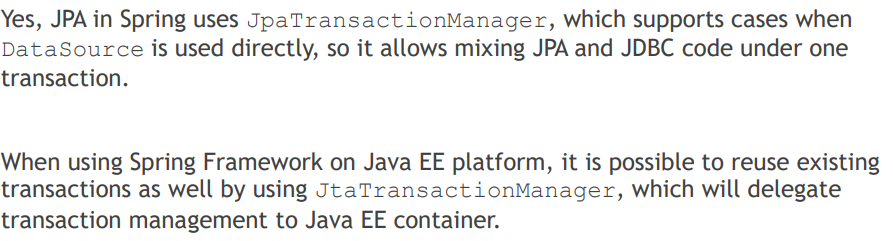 Yes, JPA in Spring uses JpaTransactionManager, which supports cases when
DataSource is used directly, so it allows mixing JPA and JDBC code under one
transaction.
When using Spring Framework on Java EE platform, it is possible to reuse existing
transactions as well by using JtaTransactionManager, which will delegate
transaction management to Java EE container.